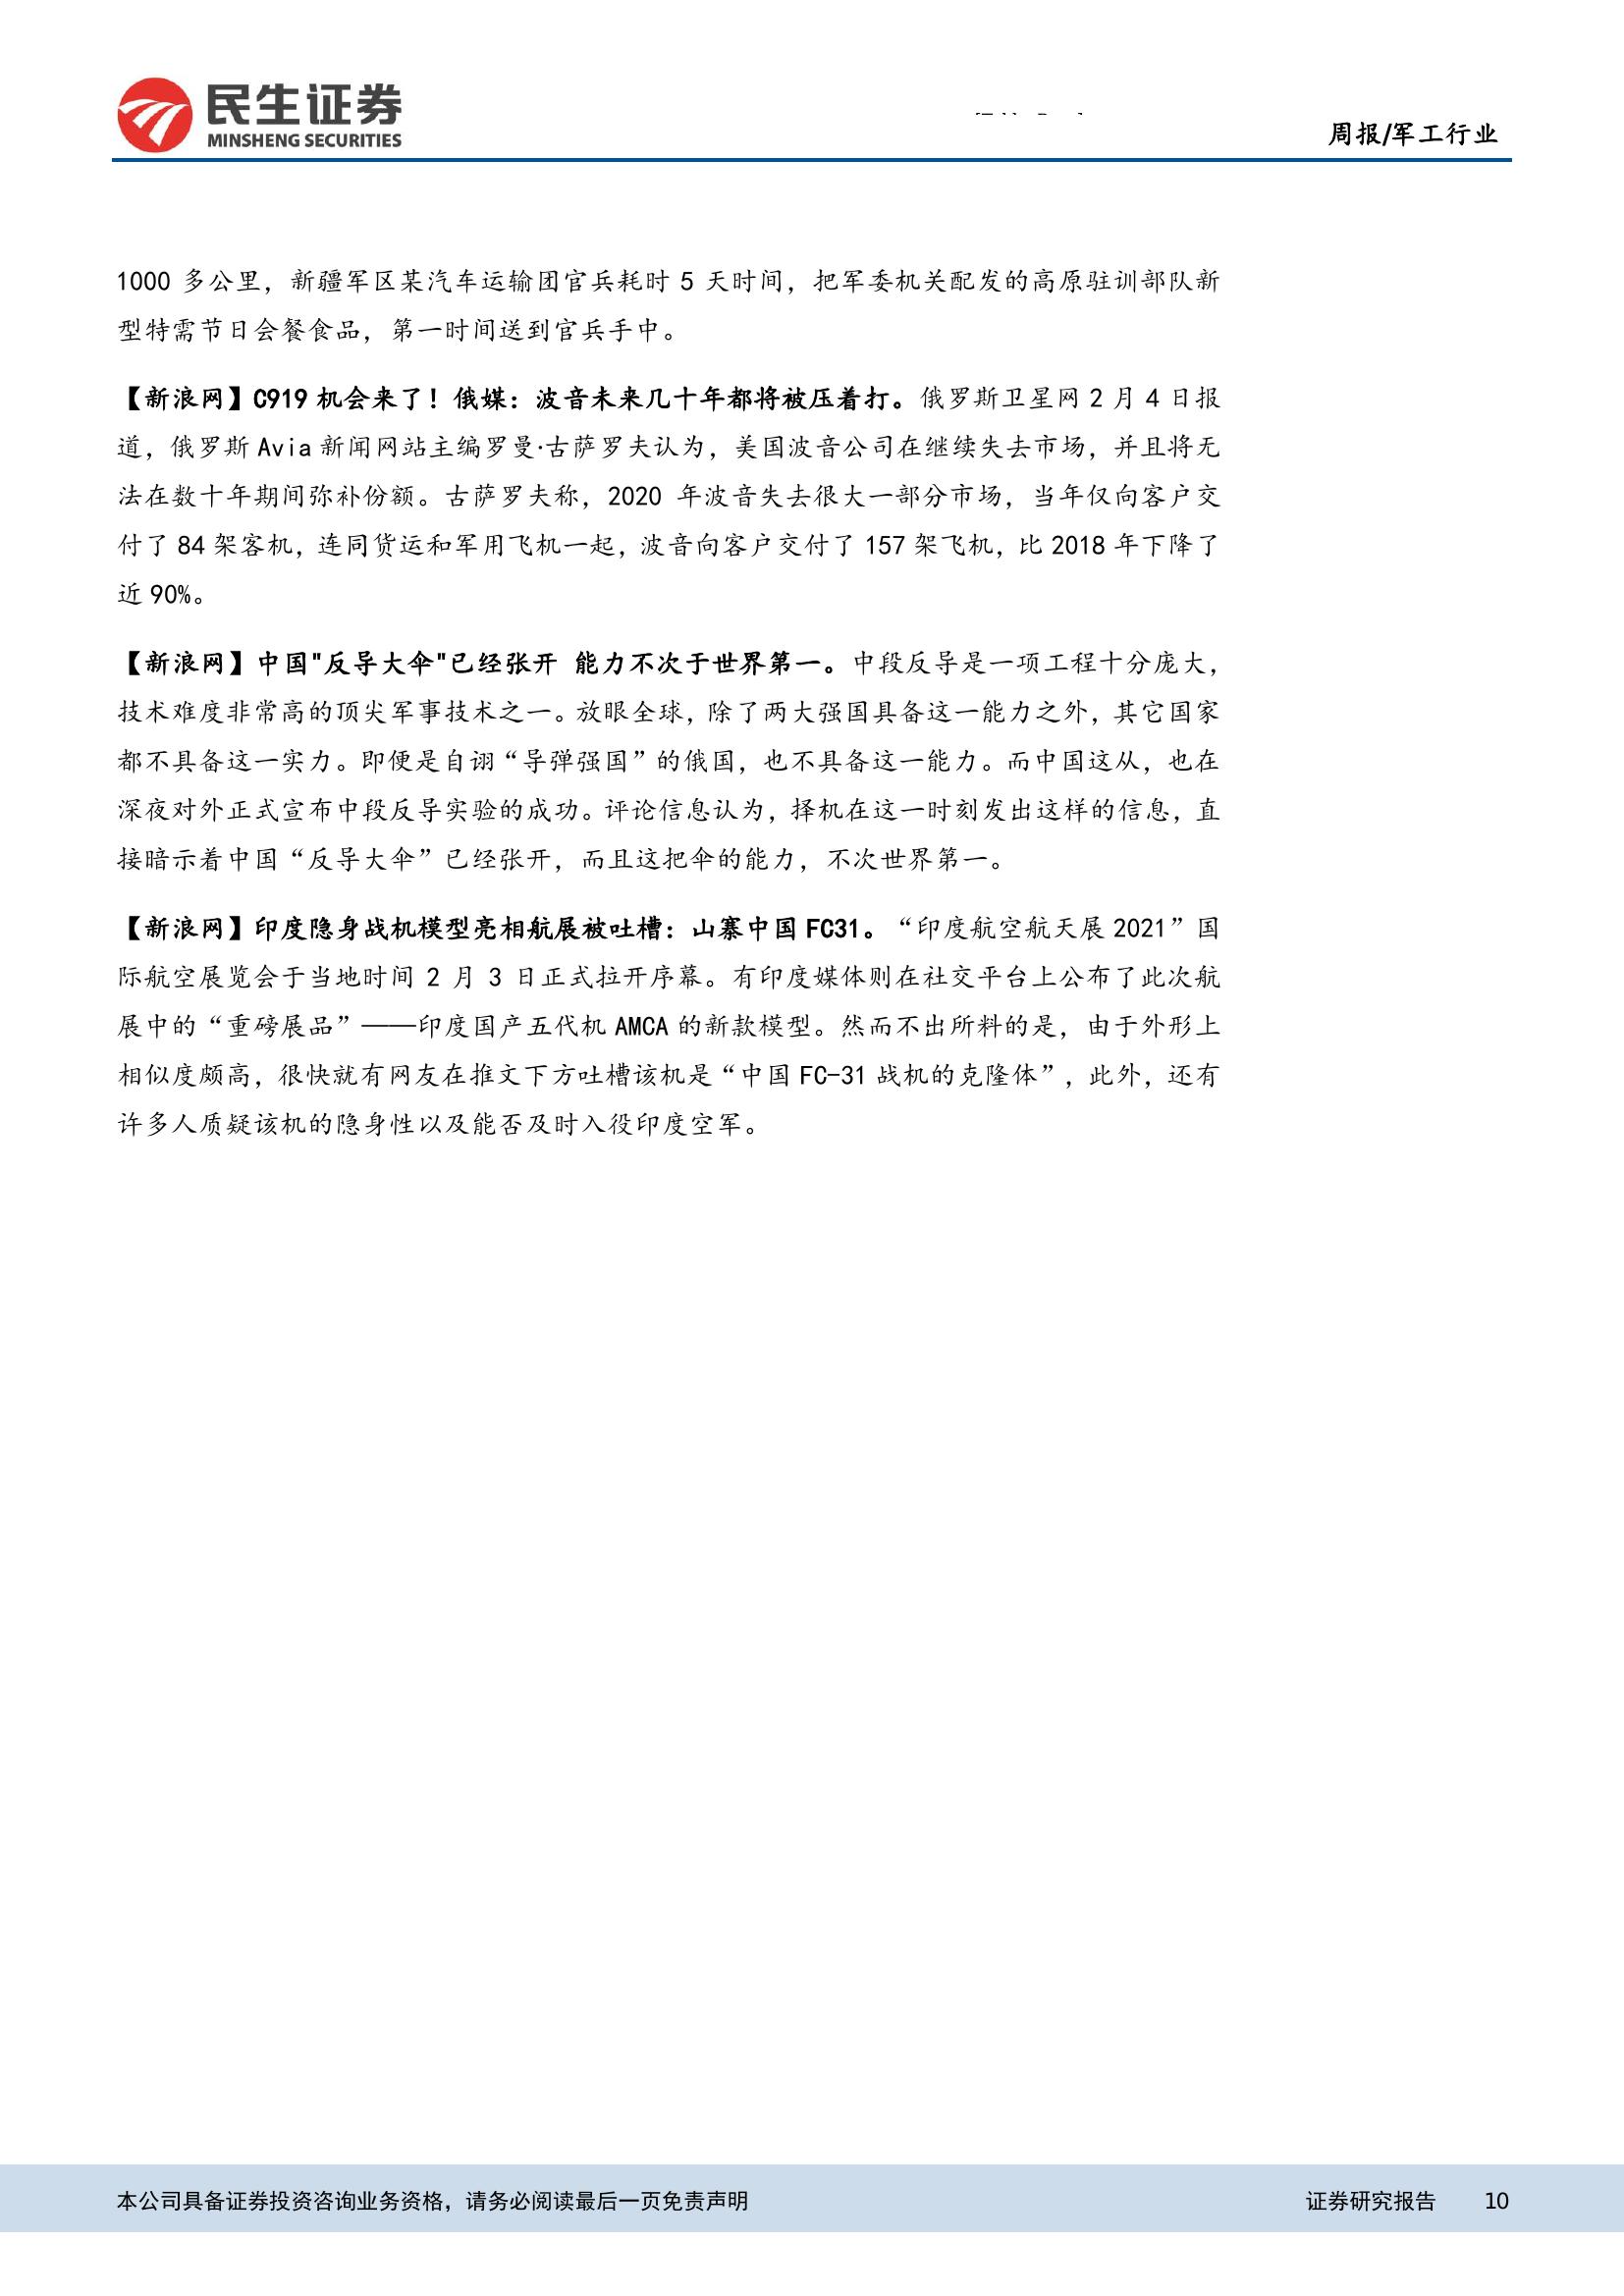 民生证券
MINSHENG SECURITIES
周报/军工行业
1000 多公里，新疆军区某汽车运输团官兵耗时 5 天时间，把军委机关配发的高原驻训部队新
型特需节日会餐食品，第一时间送到官兵手中。
【新浪网】C919 机会来了！俄媒：波音未来几十年都将被压着打。俄罗斯卫星网 2 月 4 日报
道，俄罗斯 Avia 新闻网站主编罗曼·古萨罗夫认为，美国波音公司在继续失去市场，并且将无
法在数十年期间弥补份额。古萨罗夫称，2020 年波音失去很大一部分市场，当年仅向客户交
付了 84 架客机，连同货运和军用飞机一起，波音向客户交付了 157 架飞机，比 2018 年下降了
近 90%。
【新浪网】中国"反导大伞"已经张开 能力不次于世界第一。中段反导是一项工程十分庞大，
技术难度非常高的顶尖军事技术之一。放眼全球，除了两大强国具备这一能力之外，其它国家
都不具备这一实力。即便是自诩“导弹强国”的俄国，也不具备这一能力。而中国这从，也在
深夜对外正式宣布中段反导实验的成功。评论信息认为，择机在这一时刻发出这样的信息，直
接暗示着中国“反导大伞”已经张开，而且这把伞的能力，不次世界第一。
【新浪网】印度隐身战机模型亮相航展被吐槽：山寨中国 FC31。“印度航空航天展 2021”国
际航空展览会于当地时间 2 月 3 日正式拉开序幕。有印度媒体则在社交平台上公布了此次航
展中的“重磅展品”——印度国产五代机 AMCA 的新款模型。然而不出所料的是，由于外形上
相似度颇高，很快就有网友在推文下方吐槽该机是“中国 FC-31 战机的克隆体”，此外，还有
许多人质疑该机的隐身性以及能否及时入役印度空军。
本公司具备证券投资咨询业务资格，请务必阅读最后一页免责声明
证券研究报告 10